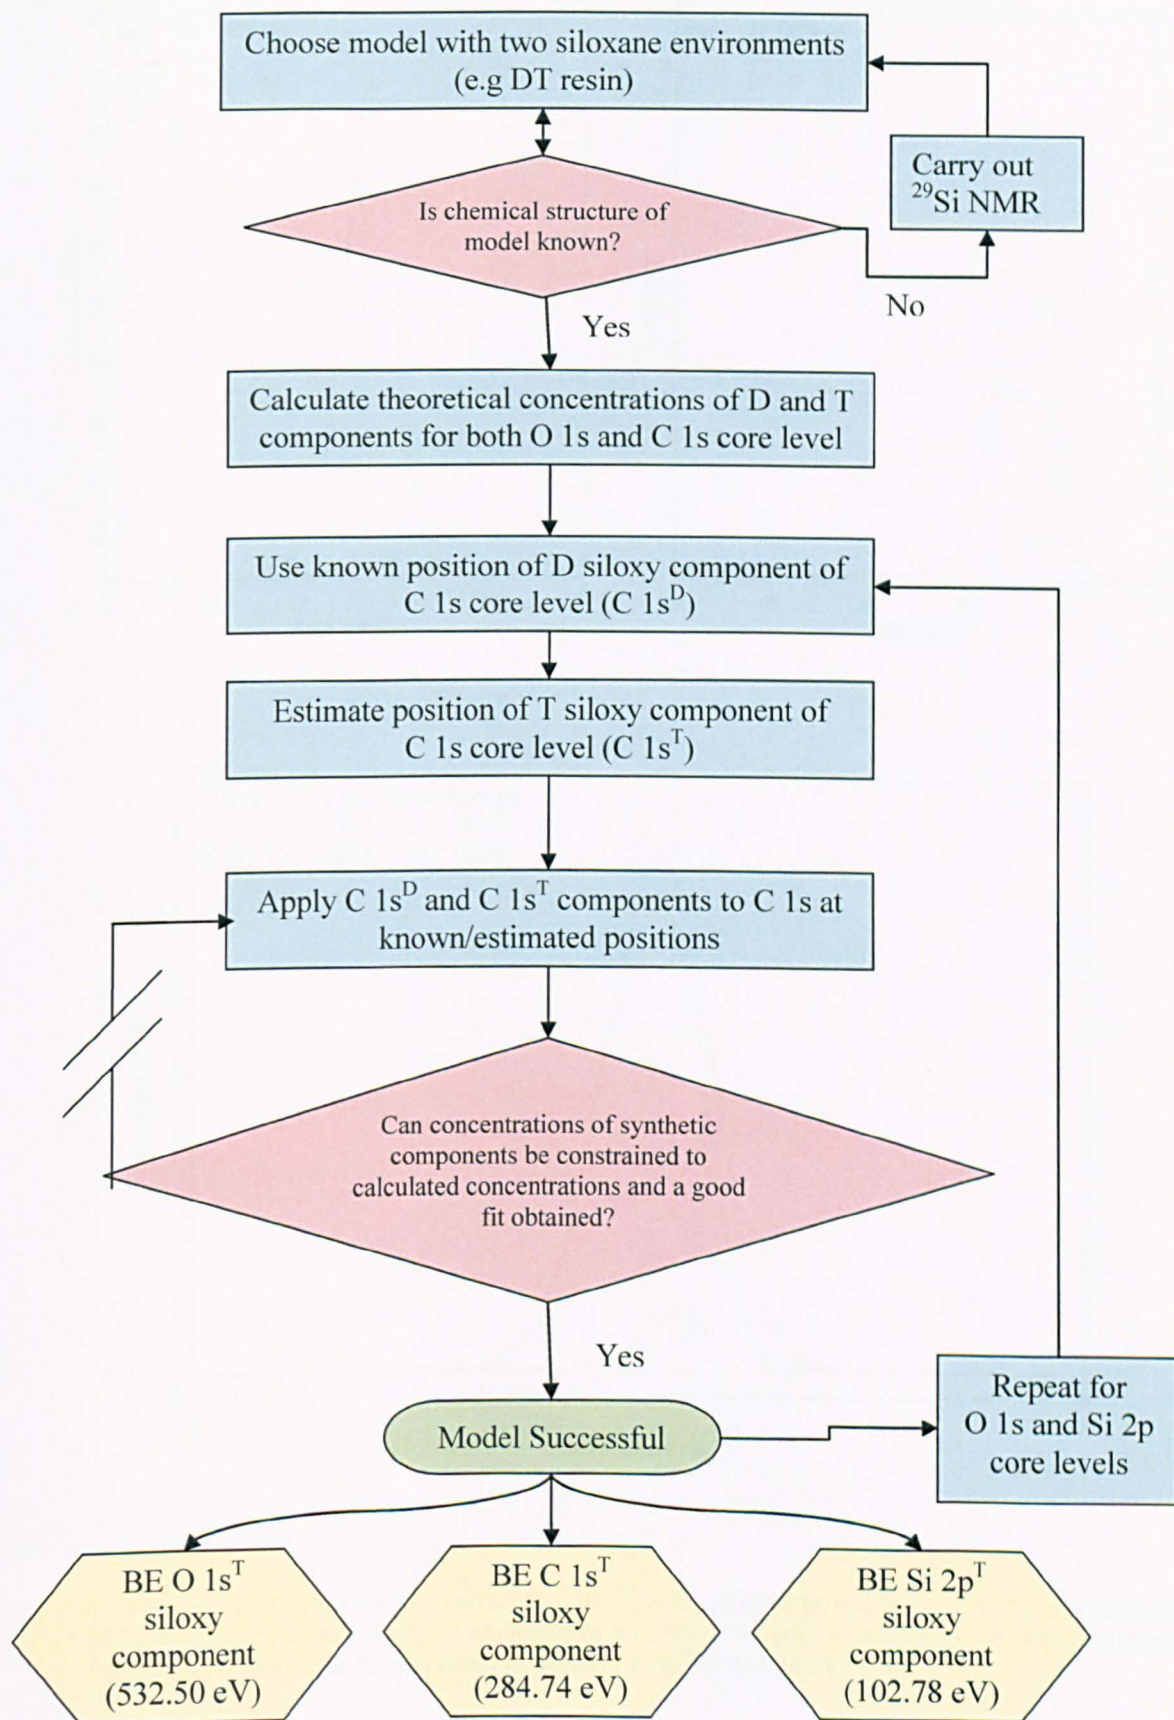 Choose model with two siloxane environments
(e.g DT resin)
Carry out
²⁹Si NMR
Is chemical structure of
model known?
No
Yes
Calculate theoretical concentrations of D and T
components for both O 1s and C 1s core level
Use known position of D siloxy component of
C 1s core level (C 1sᴰ)
Estimate position of T siloxy component of
C 1s core level (C 1sᵀ)
Apply C 1sᴰ and C 1sᵀ components to C 1s at
known/estimated positions
Can concentrations of synthetic
components be constrained to
calculated concentrations and a good
fit obtained?
Yes
Model Successful
Repeat for
O 1s and Si 2p
core levels
BE O 1sᵀ
siloxy
component
(532.50 eV)
BE C 1sᵀ
siloxy
component
(284.74 eV)
BE Si 2pᵀ
siloxy
component
(102.78 eV)